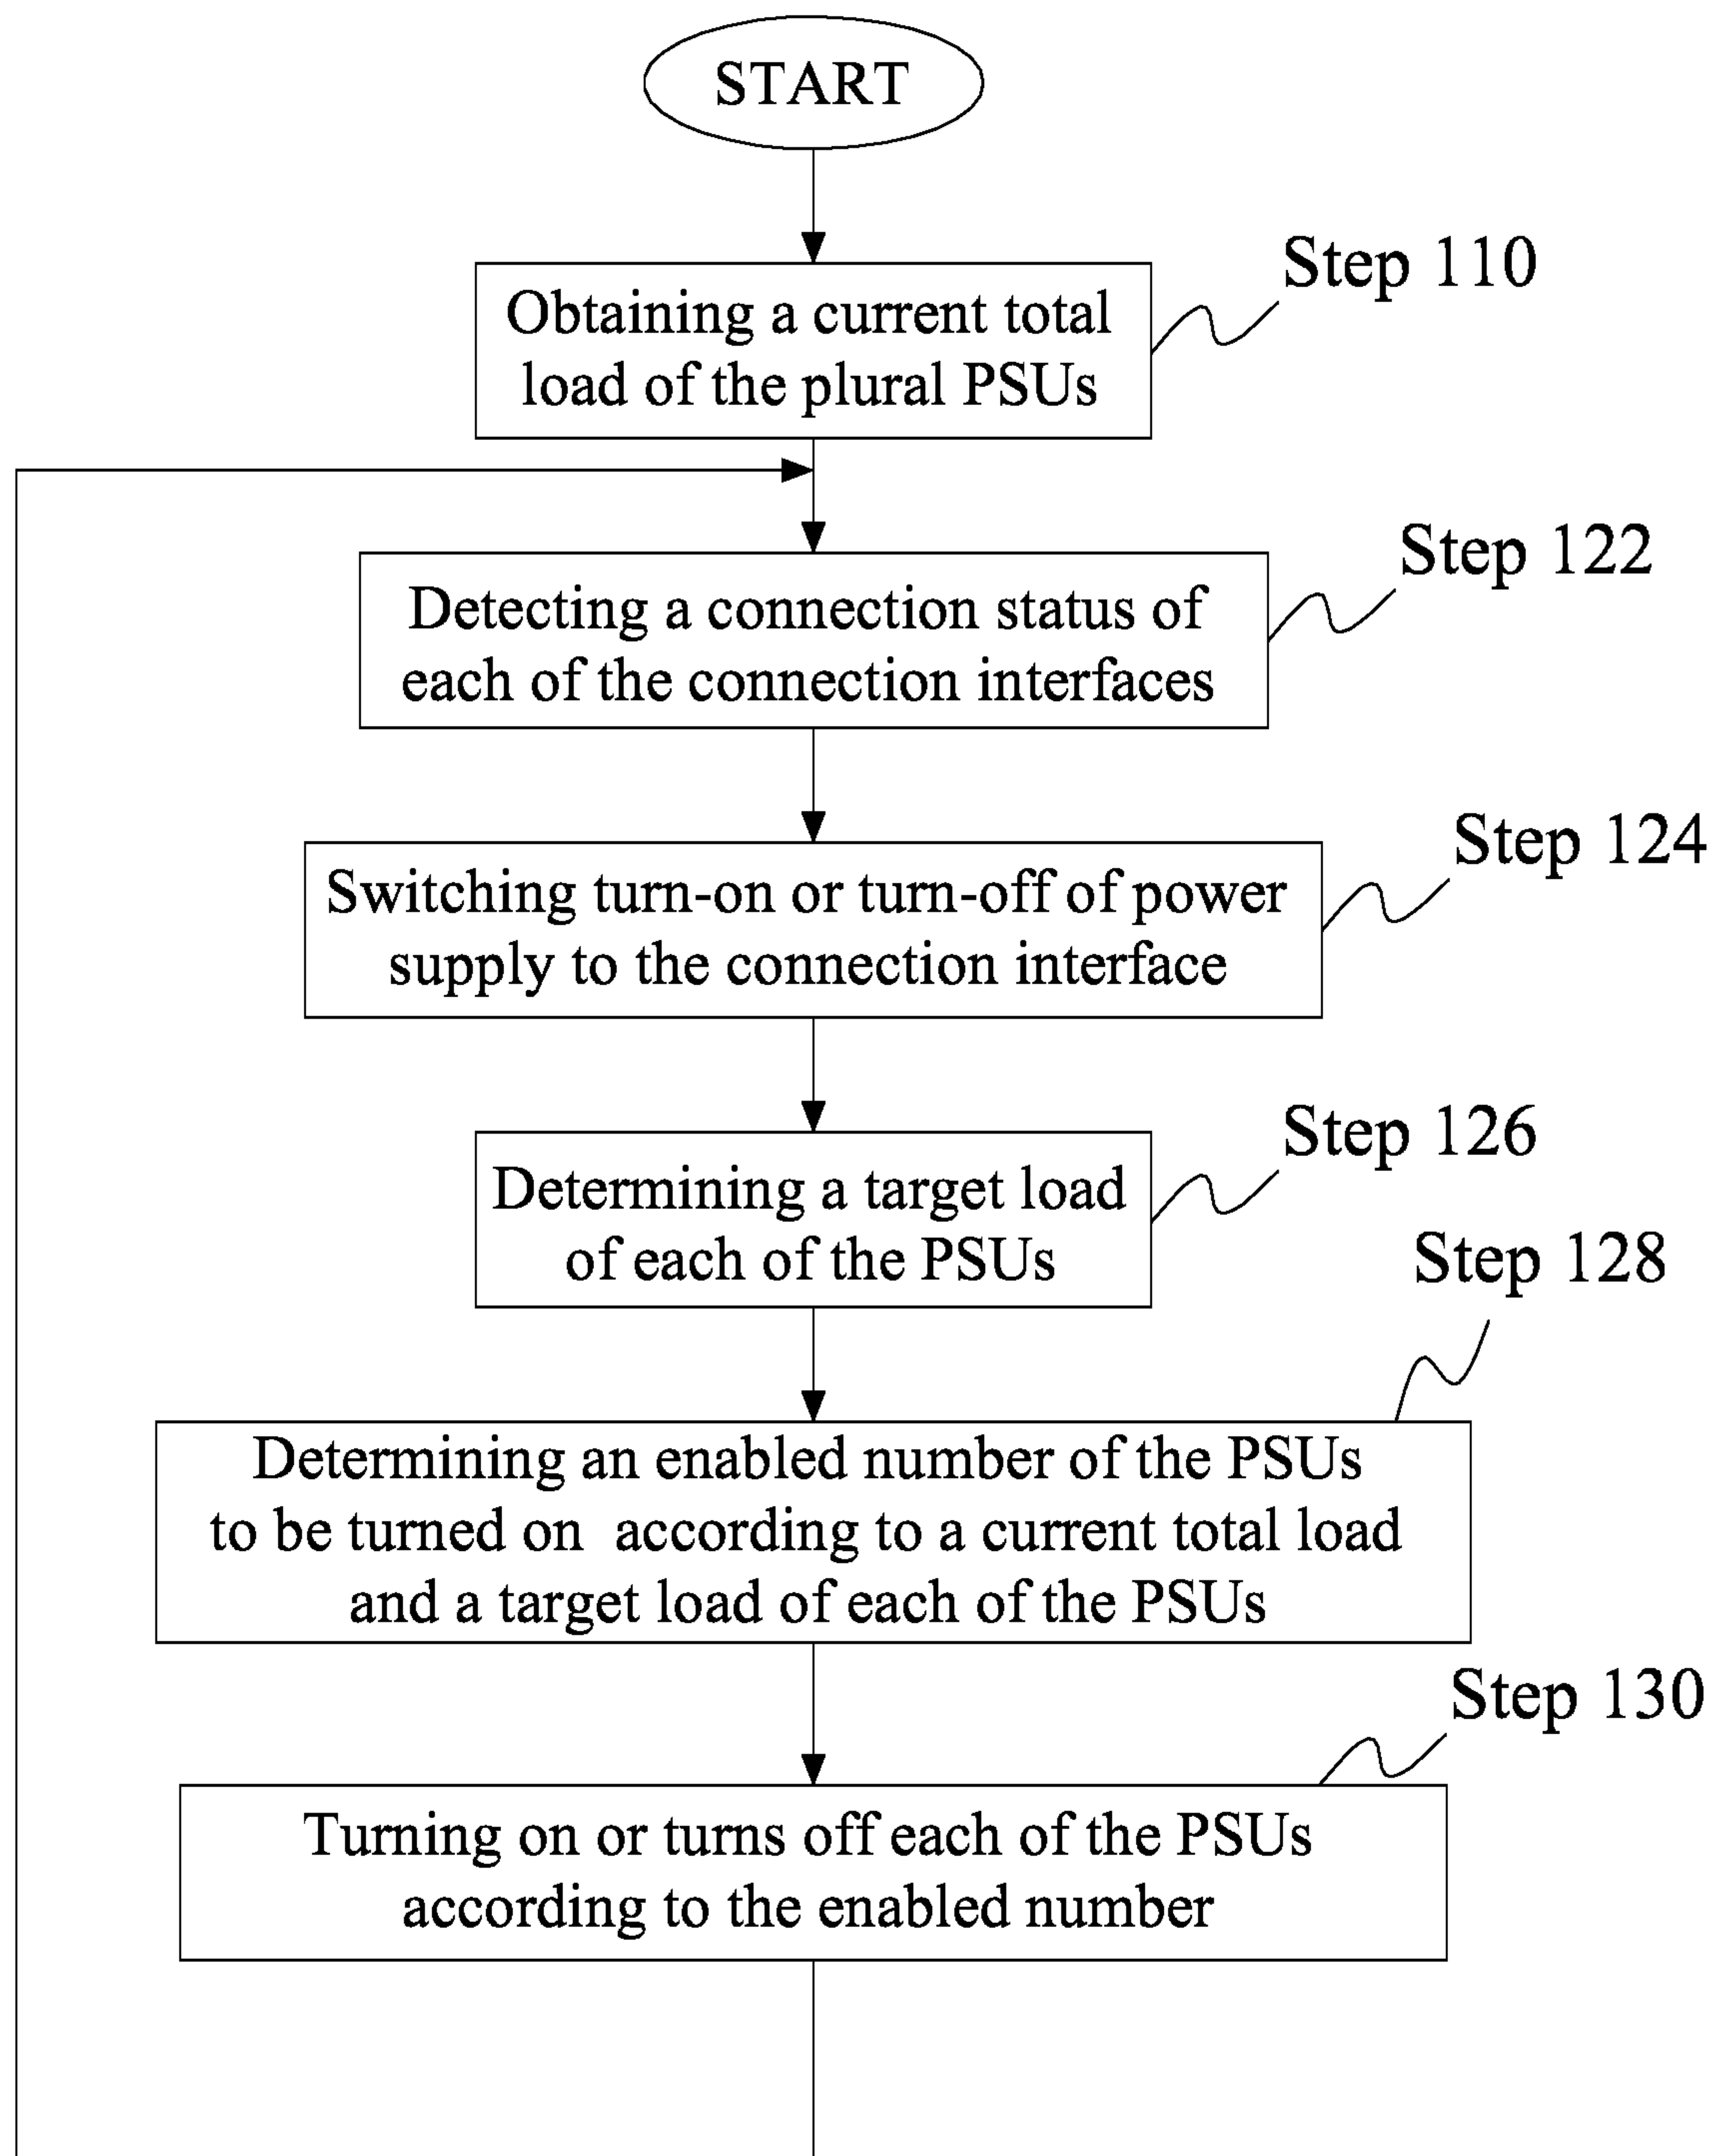 START
Step 110
Obtaining a current total
load of the plural PSUs
Step 122
Detecting a connection status of
each of the connection interfaces
Step 124
Switching turn-on or turn-off of power
supply to the connection interface
Step 126
Determining a target load
of each of the PSUs
Step 128
Determining an enabled number of the PSUs
to be turned on according to a current total load
and a target load of each of the PSUs
Step 130
Turning on or turns off each of the PSUs
according to the enabled number